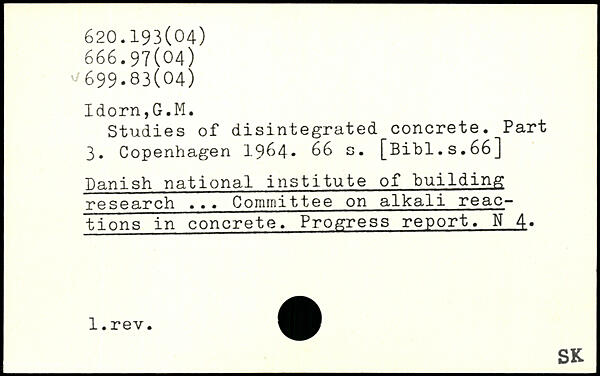 620.193(04)
666.97(04)
√699.83(04)
Idorn,G.M.
Studies of disintegrated concrete. Part
3. Copenhagen 1964. 66 s. [Bibl.s.66]
Danish national institute of building
research ... Committee on alkali reac-
tions in concrete. Progress report. N 4.
1.rev.
SK